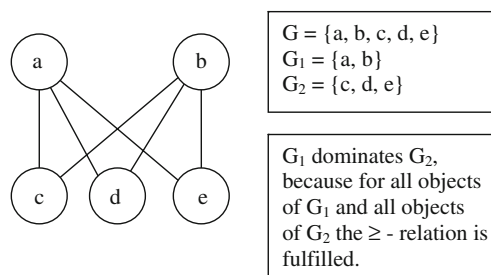 a
b
c
d
e
G = {a, b, c, d, e}
G₁ = {a, b}
G₂ = {c, d, e}
G₁ dominates G₂,
because for all objects
of G₁ and all objects
of G₂ the ≥ - relation is
fulfilled.